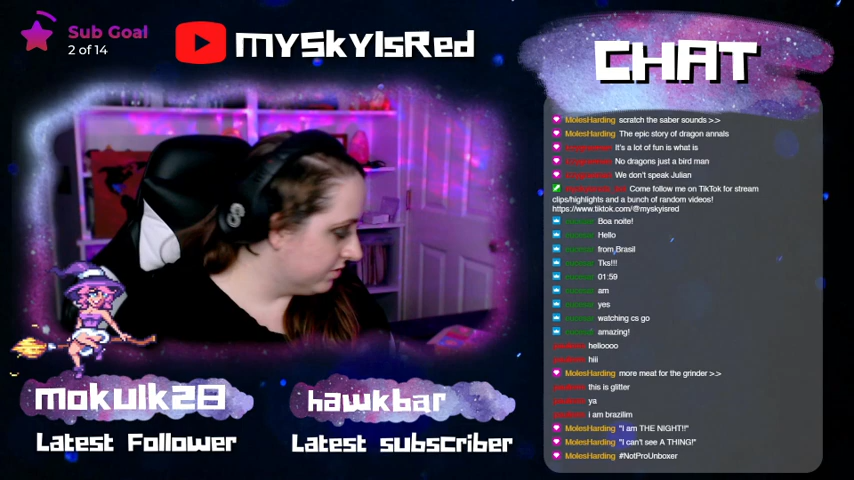 Sub Goal
2 of 14
MYSkYIsRed
CHAT
MolesHarding scratch the saber sounds >>
MolesHarding The epic story of dragon annals
It's a lot of fun is what is
No dragons just a bird man
We don't speak Julian
Come follow me on TikTok for stream
clips/highlights and a bunch of random videos!
https://www.tiktok.com/@myskyisred
Boa noite!
Hello
from Brasil
Tks!!!
01:59
am
yes
watching cs go
amazing!
helloooo
hiii
MolesHarding more meat for the grinder >>
this is glitter
ya
i am brazilim
MolesHarding "I am THE NIGHT!!"
MolesHarding "I can't see A THING!"
MolesHarding #NotProUnboxer
mokulk28
Latest Follower
hawkbar
Latest subscriber